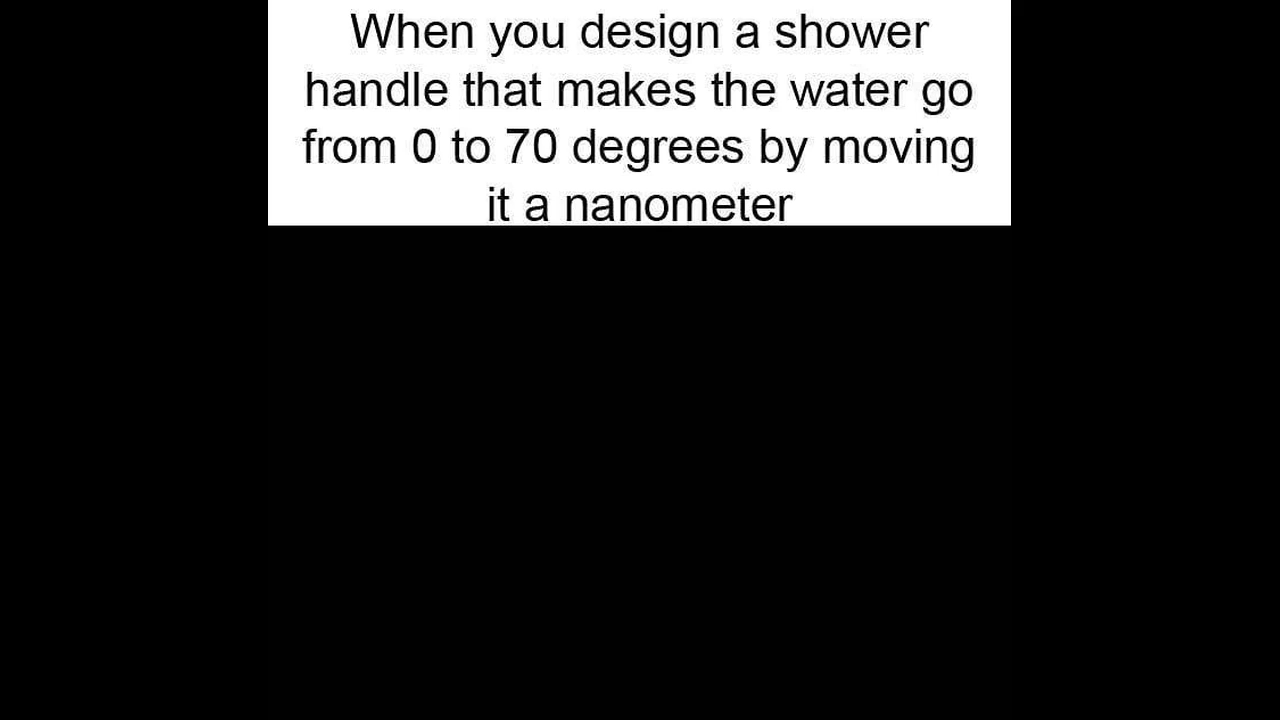 When you design a shower
handle that makes the water go
from 0 to 70 degrees by moving
it a nanometer